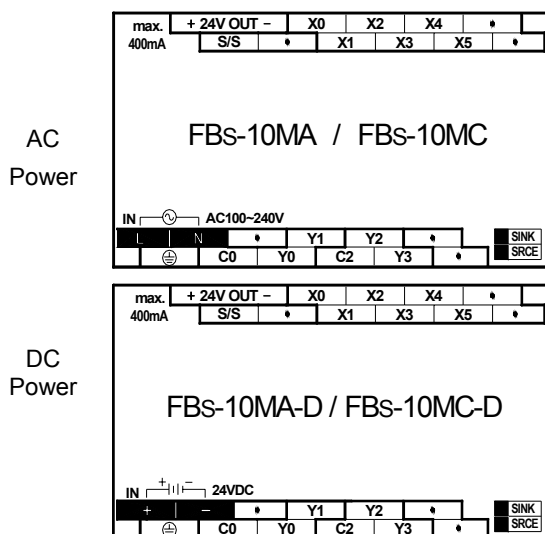 AC
Power
max. + 24V OUT − X0 X2 X4 •
400mA S/S • X1 X3 X5 •
FBs-10MA / FBs-10MC
IN AC100~240V
L N • Y1 Y2 • SINK
C0 Y0 C2 Y3 • SRCE
DC
Power
max. + 24V OUT − X0 X2 X4 •
400mA S/S • X1 X3 X5 •
FBs-10MA-D / FBs-10MC-D
+ −
IN 24VDC
+ − • Y1 Y2 • SINK
C0 Y0 C2 Y3 • SRCE